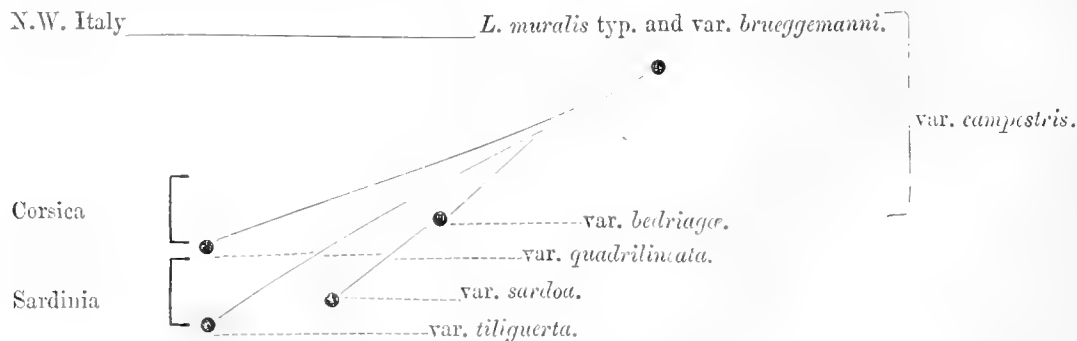 N.W. Italy L. muralis typ. and var. brueggemanni.
var. campestris.
Corsica
var. bedriagæ.
var. quadrilineata.
Sardinia
var. sardoa.
var. tiliguerta.